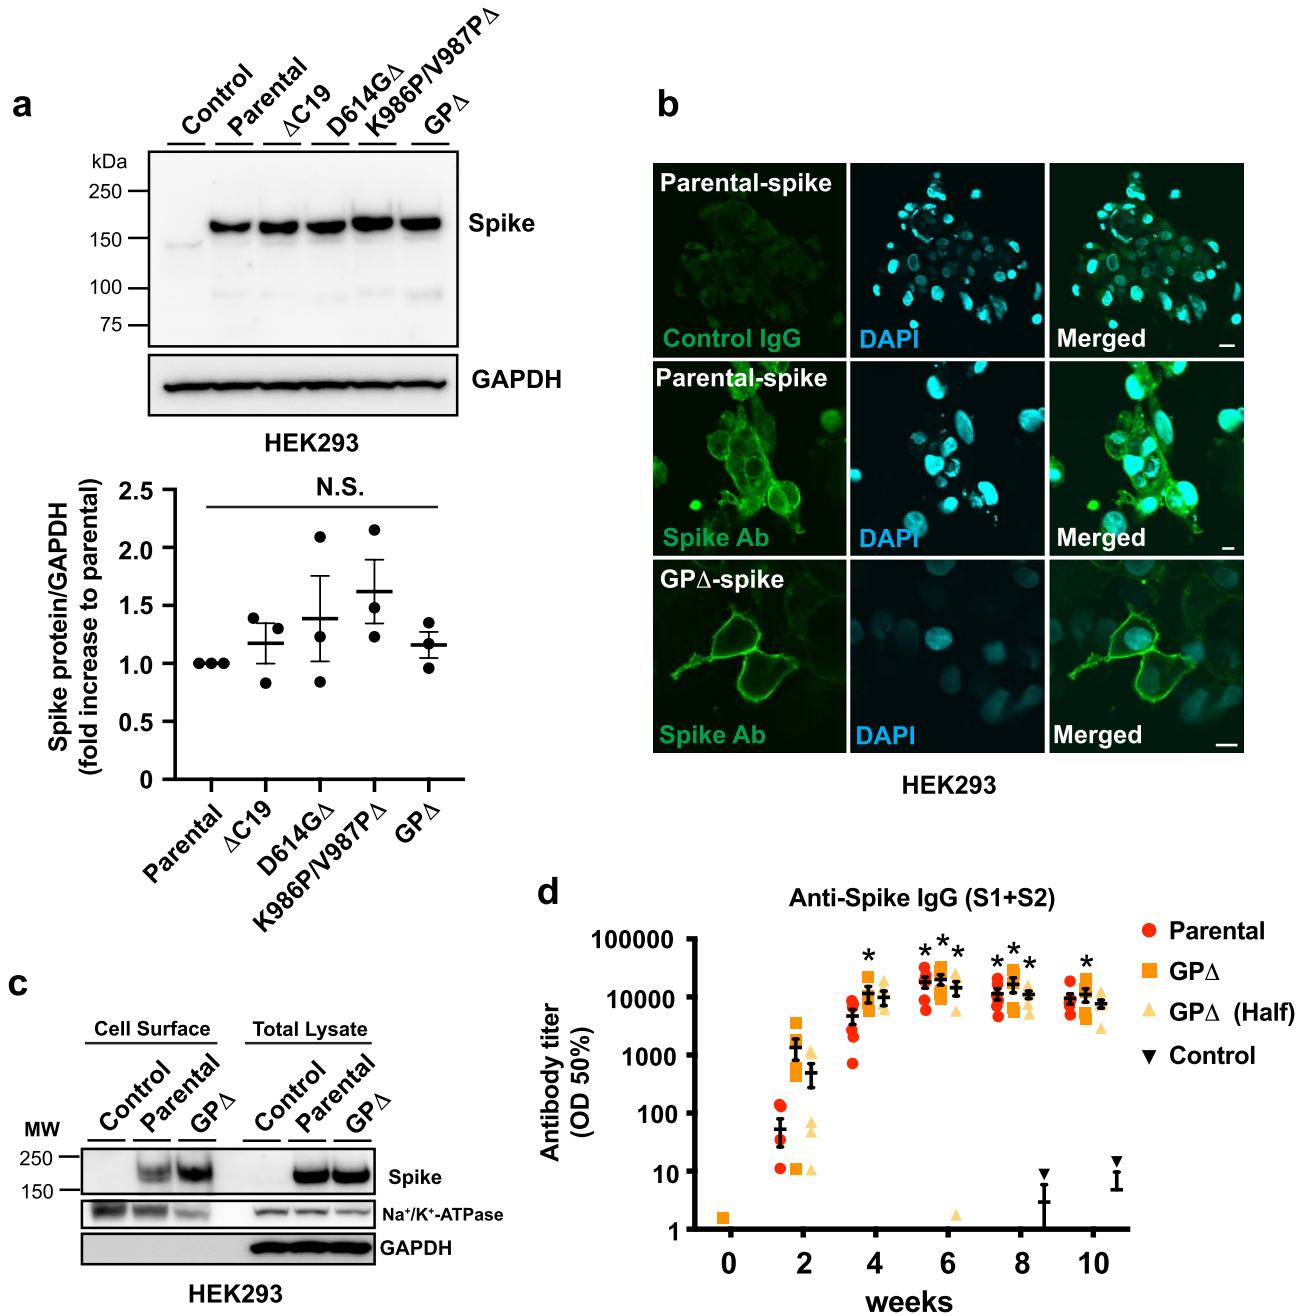 a
Control
Parental
ΔC19
D614GΔ
K986P/V987PΔ
GPΔ
kDa
250
150
100
75
Spike
GAPDH
HEK293
N.S.
Spike protein/GAPDH
(fold increase to parental)
2.5
2.0
1.5
1.0
0.5
0
Parental
ΔC19
D614GΔ
K986P/V987PΔ
GPΔ
b
Parental-spike
Control IgG
DAPI
Merged
Parental-spike
Spike Ab
DAPI
Merged
GPΔ-spike
Spike Ab
DAPI
Merged
HEK293
c
Cell Surface
Total Lysate
Control
Parental
GPΔ
Control
Parental
GPΔ
MW
250
150
Spike
Na⁺/K⁺-ATPase
GAPDH
HEK293
d
Anti-Spike IgG (S1+S2)
Antibody titer
(OD 50%)
100000
10000
1000
100
10
1
* * * * * * * *
0 2 4 6 8 10
weeks
Parental
GPΔ
GPΔ (Half)
Control